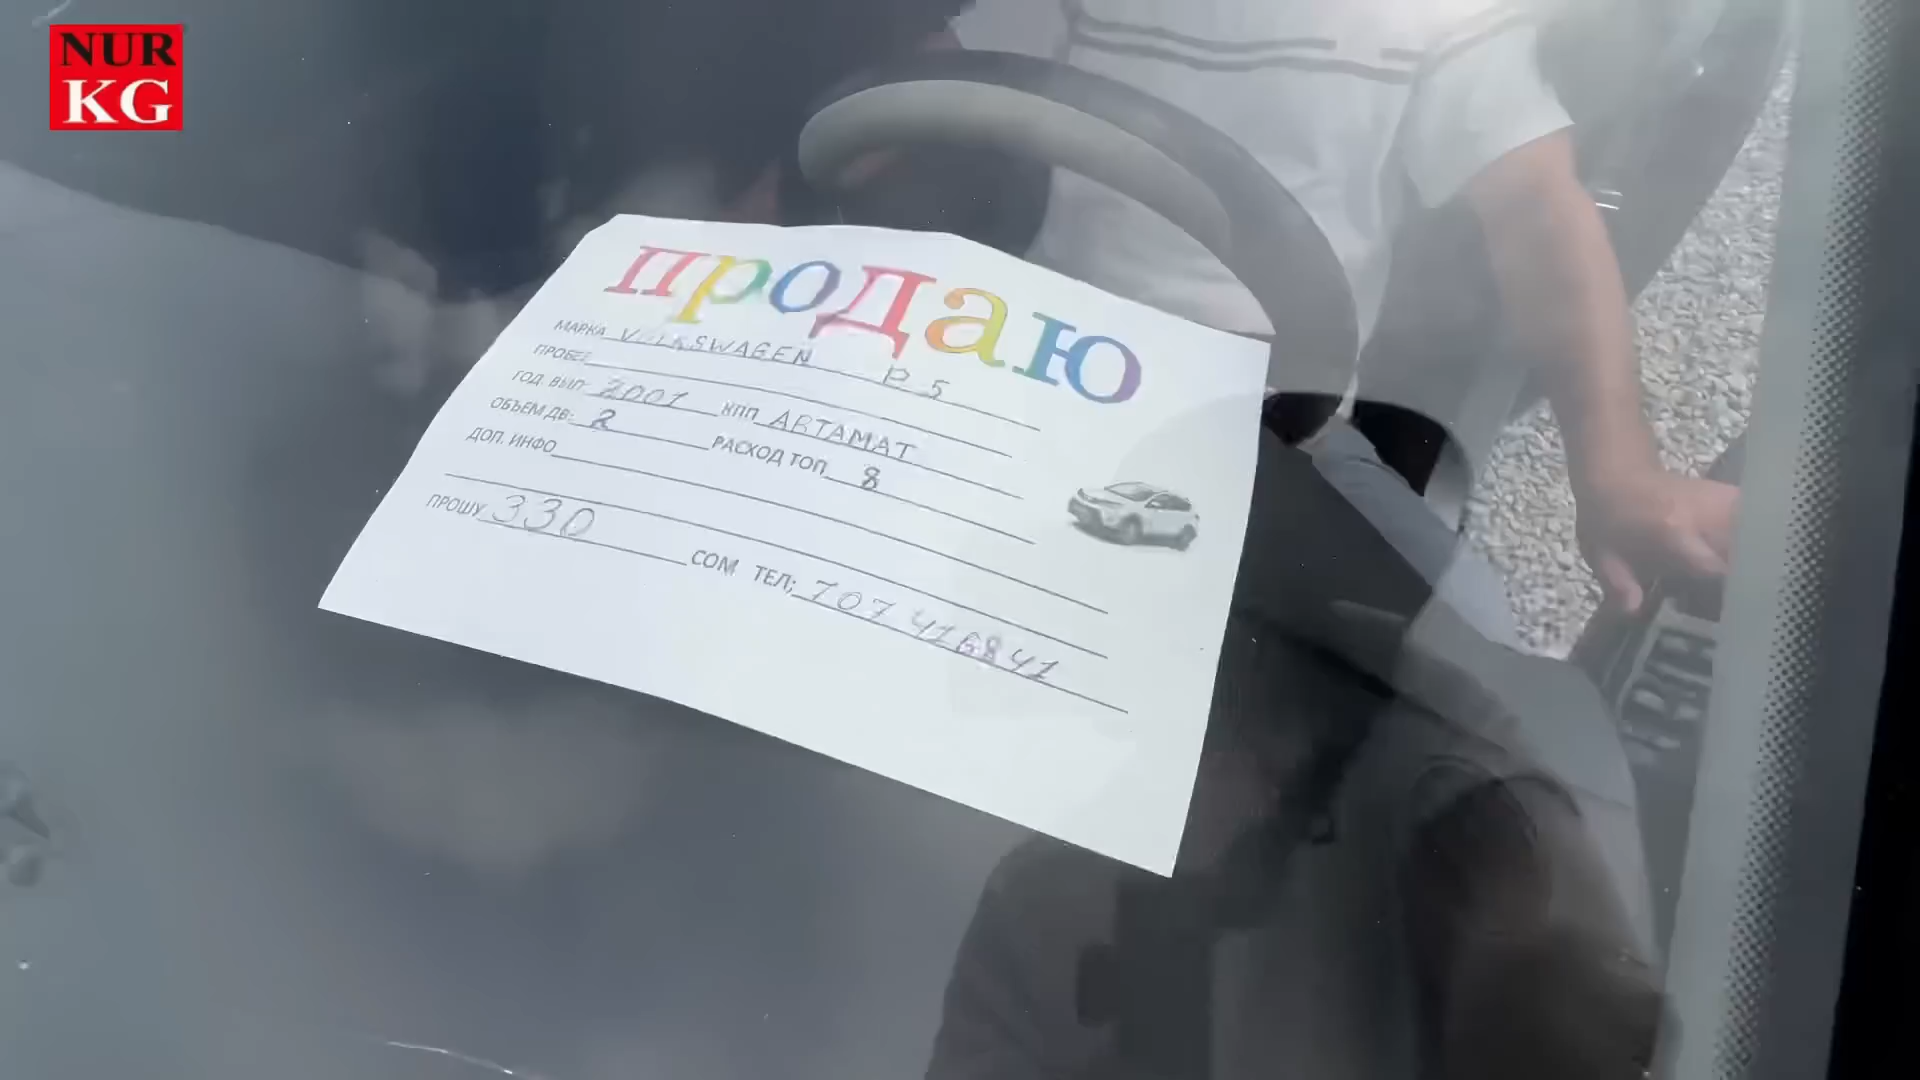 NUR
KG
продаю
МАРКА VOLKSWAGEN P 5
ПРОБЕГ
ГОД. ВЫП: 2001 КПП АВТАМАТ
ОБЪЕМ ДВ: 2 РАСХОД ТОП, 8
ДОП. ИНФО
ПРОШУ 330 СОМ ТЕЛ; 707 416841